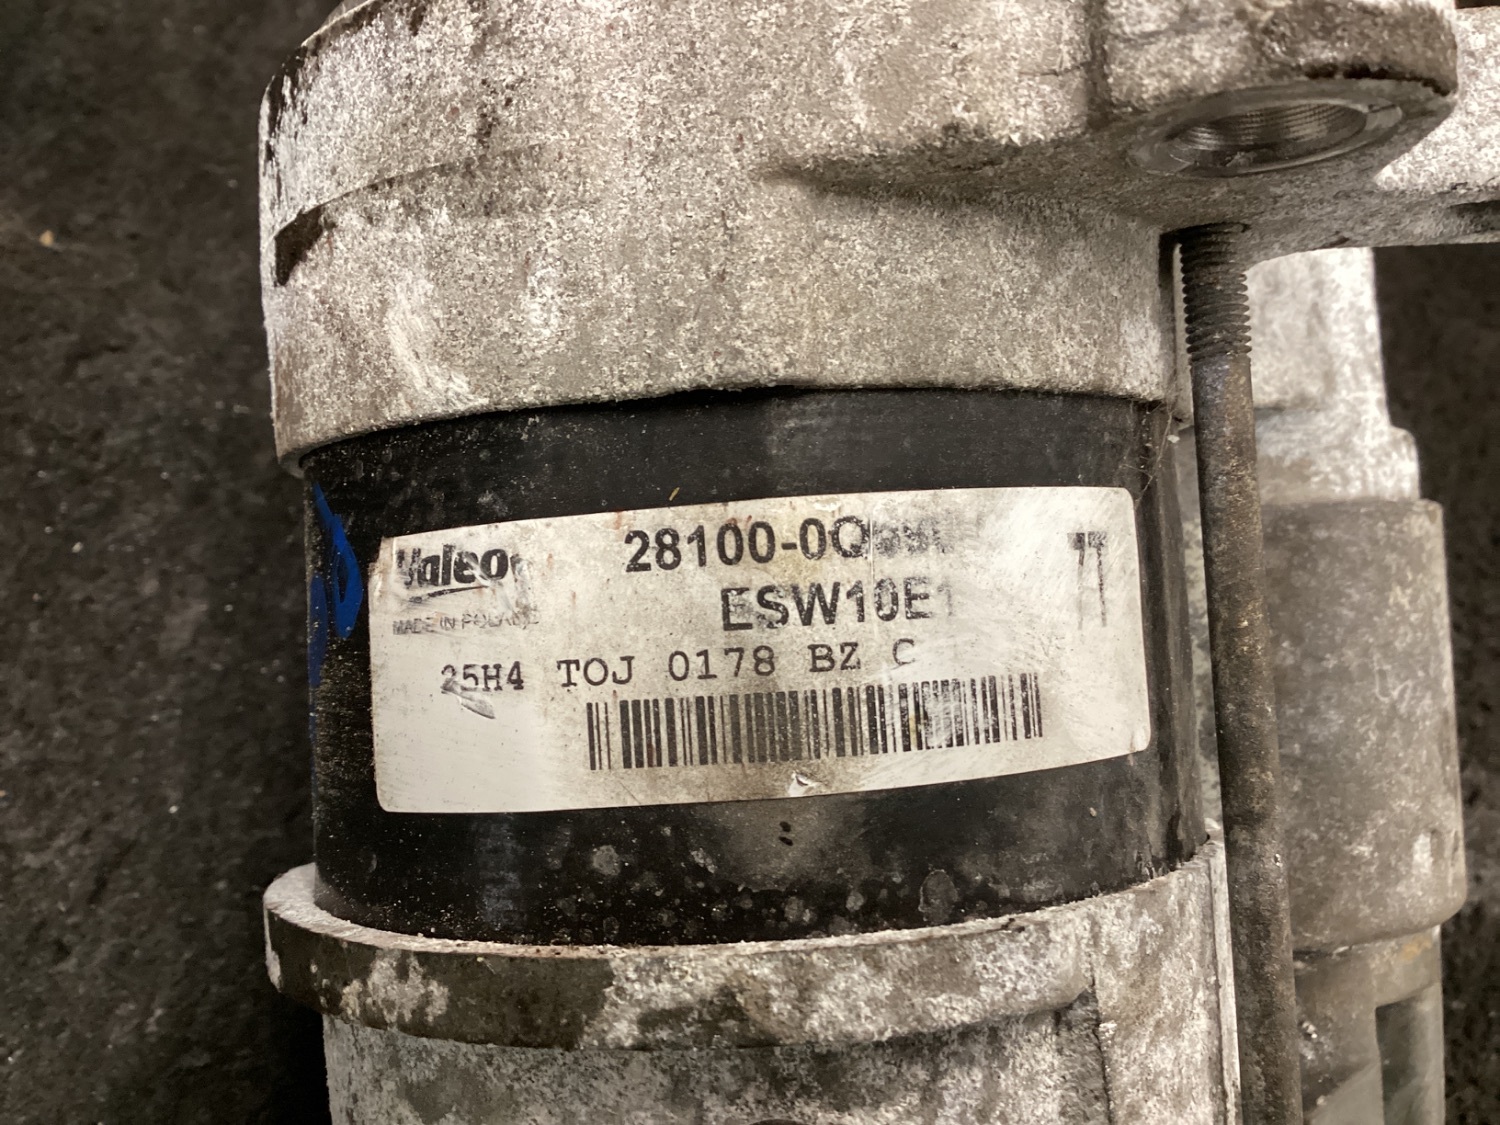 Valeo
MADE IN POLAND
28100-0Q
ESW10E1
25H4 TOJ 0178 BZ C